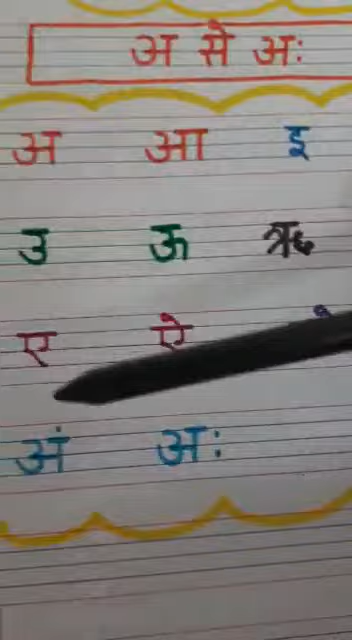 अ से अः
अ आ इ
उ ऊ ऋ
ए ऐ
अं अः